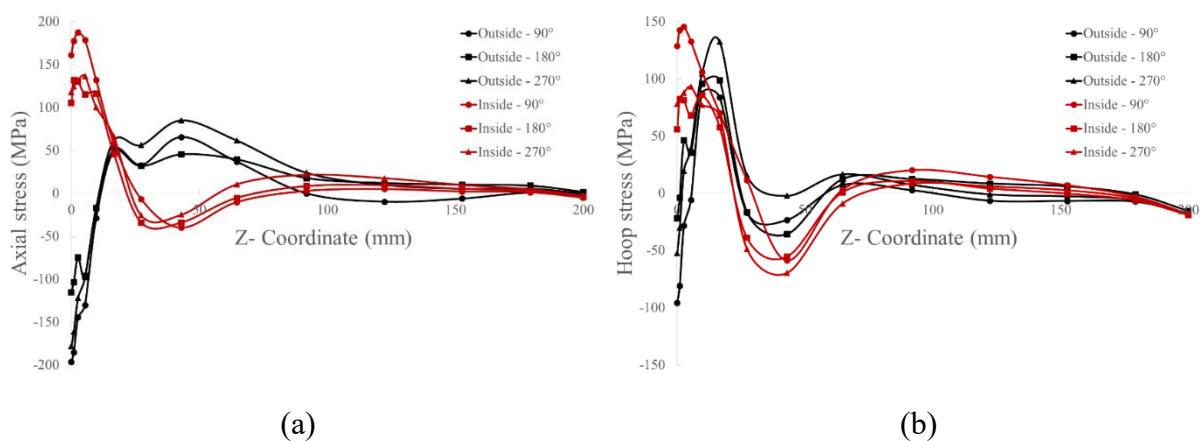 200
150
100
50
0
-50
-100
-150
-200
Axial stress (MPa)
0
50
100
150
200
Z- Coordinate (mm)
Outside - 90°
Outside - 180°
Outside - 270°
Inside - 90°
Inside - 180°
Inside - 270°
(a)
150
100
50
0
-50
-100
-150
Hoop stress (MPa)
0
50
100
150
200
Z- Coordinate (mm)
Outside - 90°
Outside - 180°
Outside - 270°
Inside - 90°
Inside - 180°
Inside - 270°
(b)